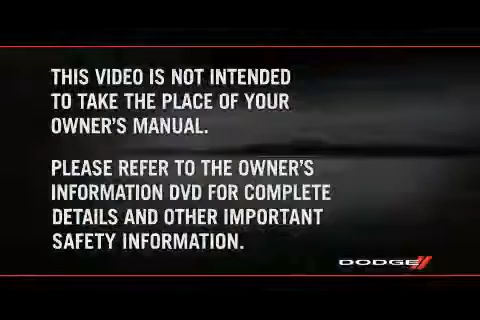 THIS VIDEO IS NOT INTENDED
TO TAKE THE PLACE OF YOUR
OWNER'S MANUAL.
PLEASE REFER TO THE OWNER'S
INFORMATION DVD FOR COMPLETE
DETAILS AND OTHER IMPORTANT
SAFETY INFORMATION.
DODGE